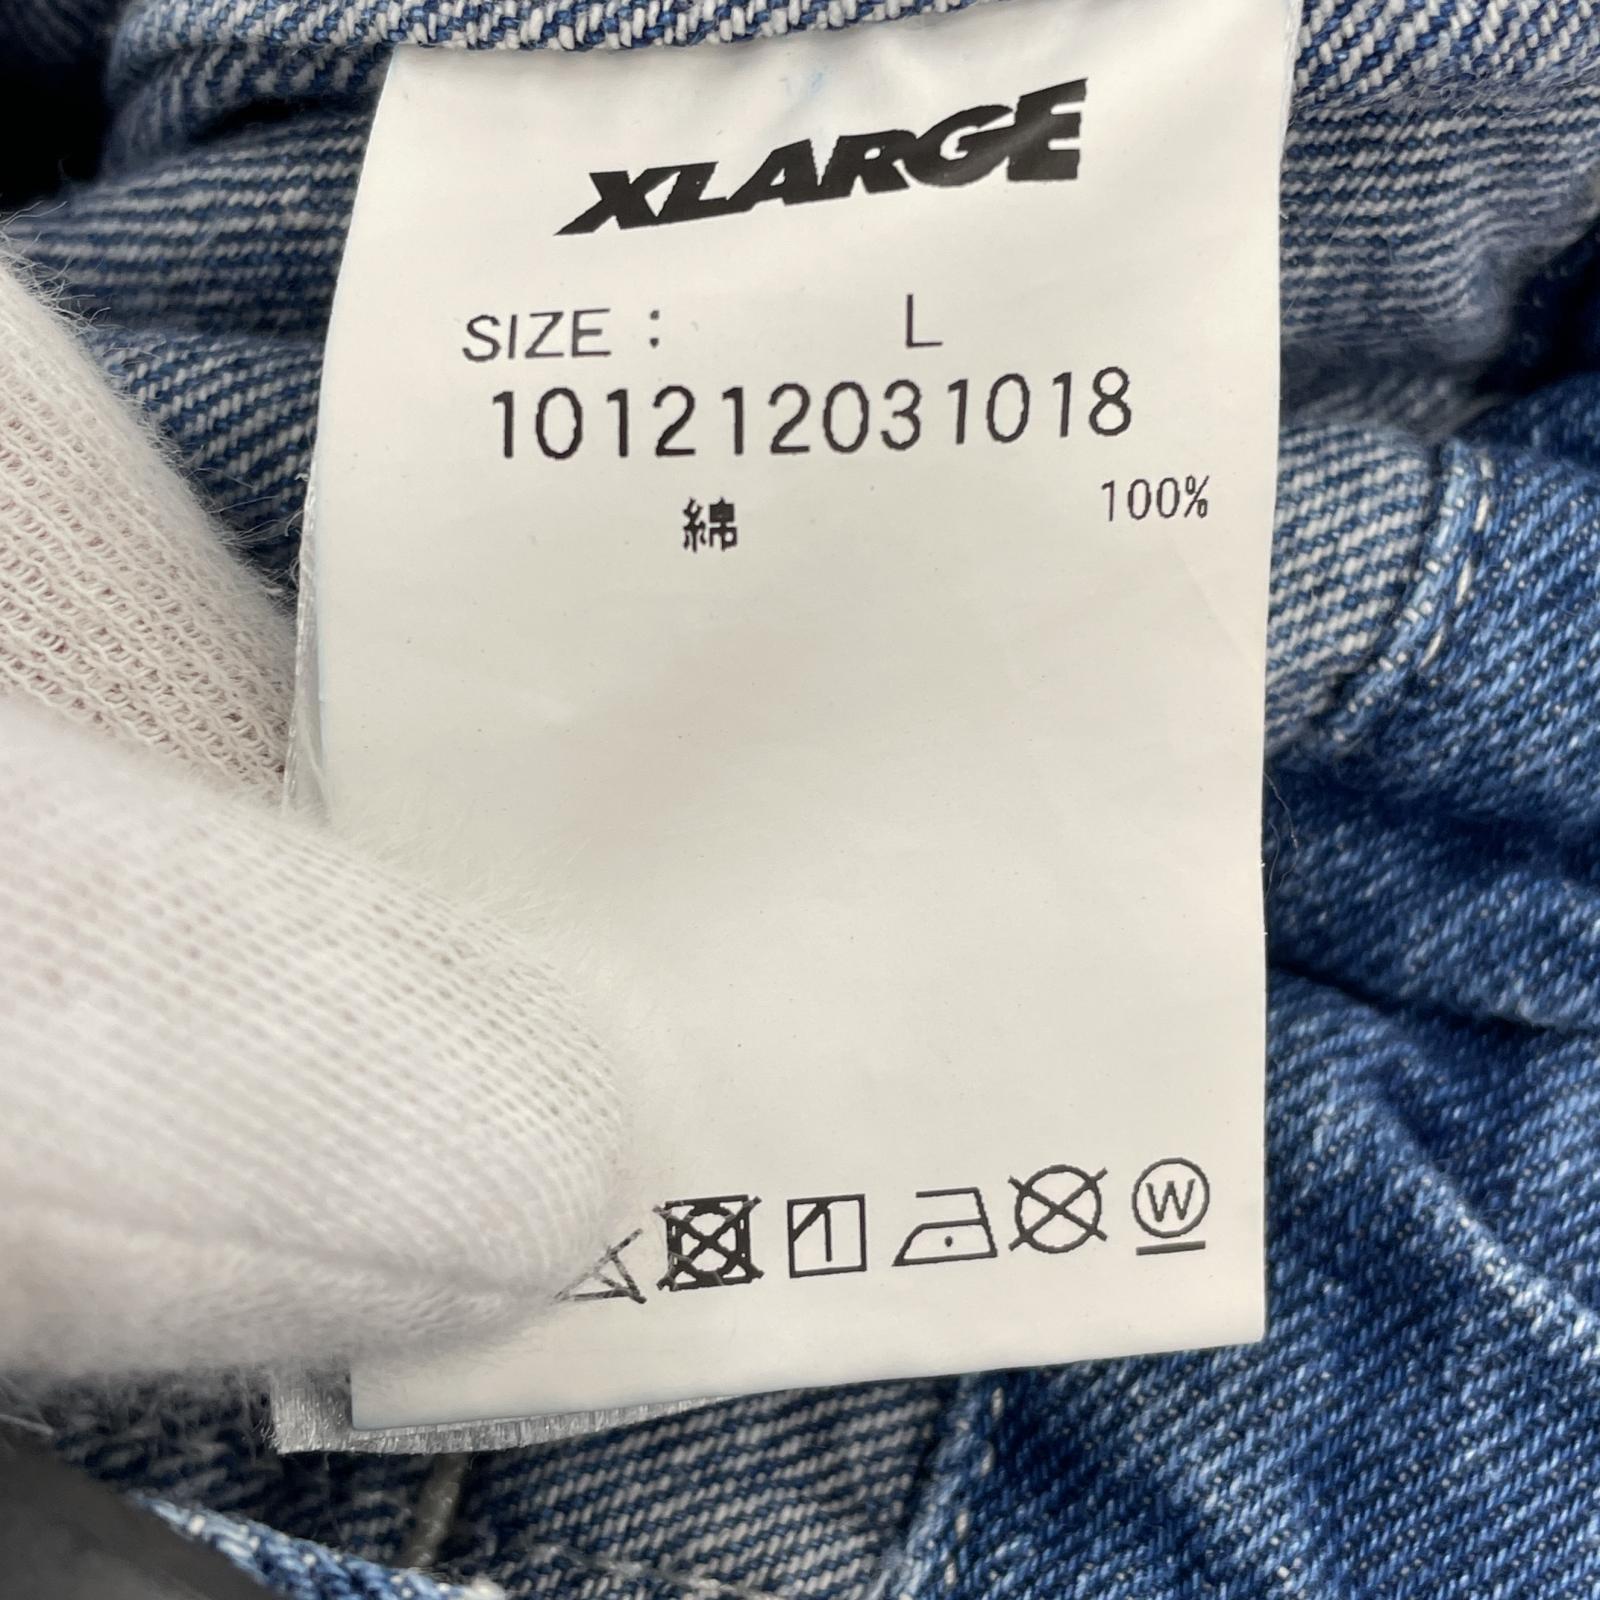 XLARGE
SIZE : L
101212031018
綿 100%
W